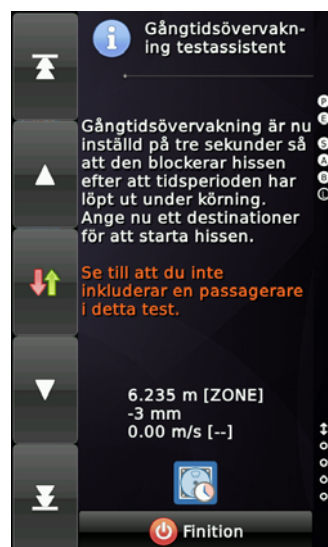 Gångtidsövervakn-
ing testassistent
Gångtidsövervakning är nu
inställd på tre sekunder så
att den blockerar hissen
efter att tidsperioden har
löpt ut under körning.
Ange nu ett destinationer
för att starta hissen.
Se till att du inte
inkluderar en passagerare
i detta test.
6.235 m [ZONE]
-3 mm
0.00 m/s [--]
Finition
P
E
S
A
B
L